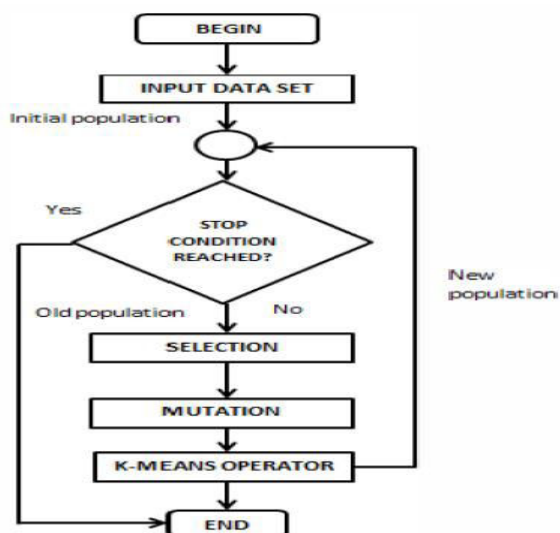 BEGIN
INPUT DATA SET
Initial population
Yes
STOP
CONDITION
REACHED?
New
population
Old population
No
SELECTION
MUTATION
K-MEANS OPERATOR
END